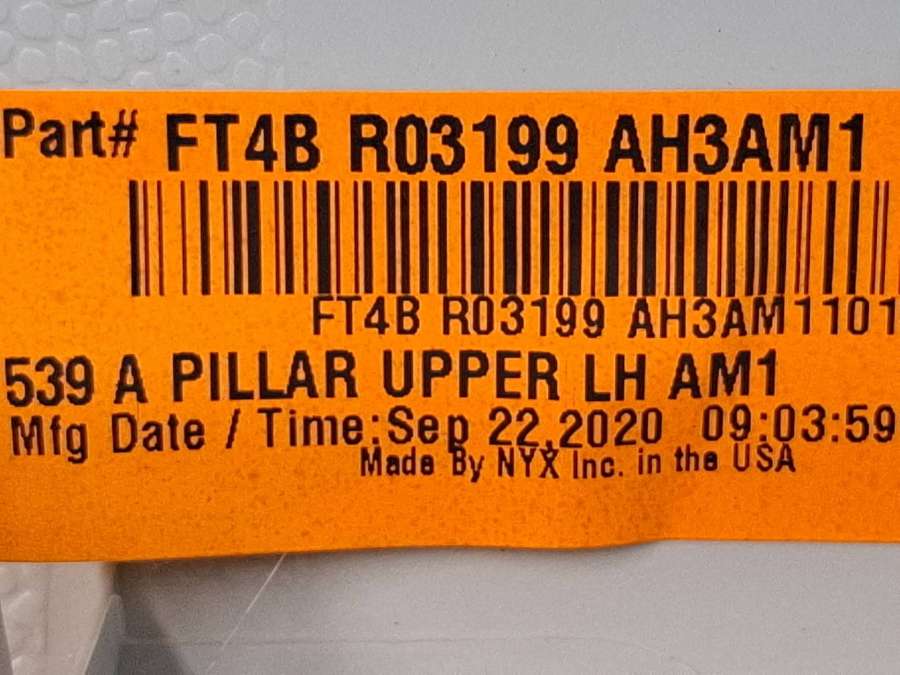 Part# FT4B R03199 AH3AM1
FT4B R03199 AH3AM1101
539 A PILLAR UPPER LH AM1
Mfg Date / Time:Sep 22,2020 09:03:59
Made By NYX Inc. in the USA